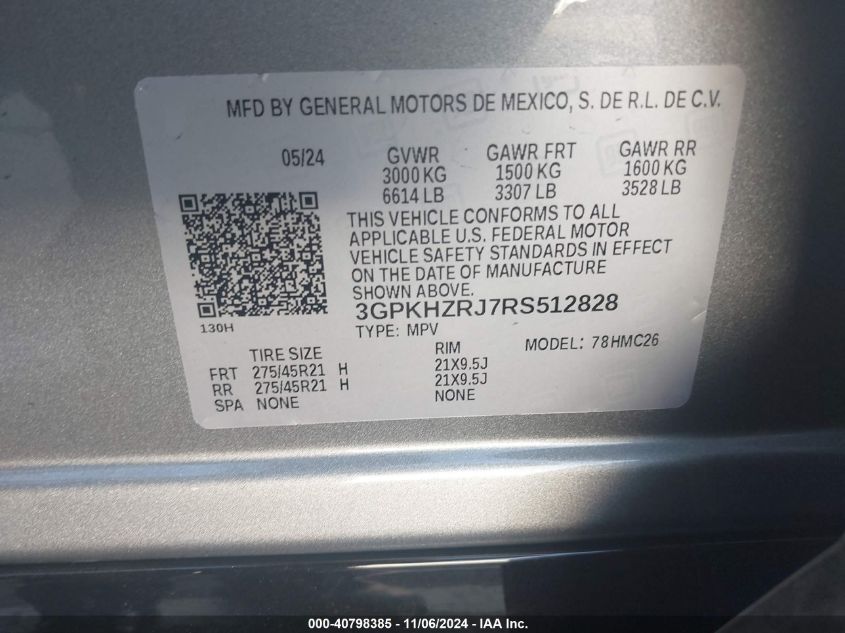 MFD BY GENERAL MOTORS DE MEXICO, S. DE R.L. DE C.V.
05/24 GVWR GAWR FRT GAWR RR
3000 KG 1500 KG 1600 KG
6614 LB 3307 LB 3528 LB
THIS VEHICLE CONFORMS TO ALL
APPLICABLE U.S. FEDERAL MOTOR
VEHICLE SAFETY STANDARDS IN EFFECT
ON THE DATE OF MANUFACTURE
SHOWN ABOVE.
130H
3GPKHZRJ7RS512828
TYPE: MPV MODEL: 78HMC26
TIRE SIZE RIM
FRT 275/45R21 H 21X9.5J
RR 275/45R21 H 21X9.5J
SPA NONE NONE
000-40798385 - 11/06/2024 - IAA Inc.